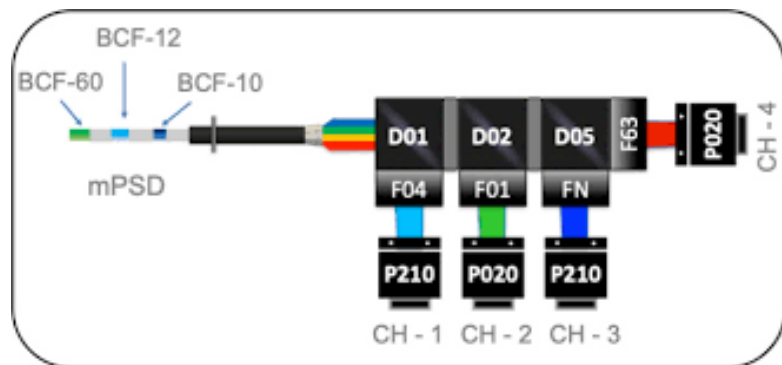 BCF-12
BCF-60
BCF-10
mPSD
D01
D02
D05
F63
P020
CH - 4
F04
F01
FN
P210
P020
P210
CH - 1
CH - 2
CH - 3